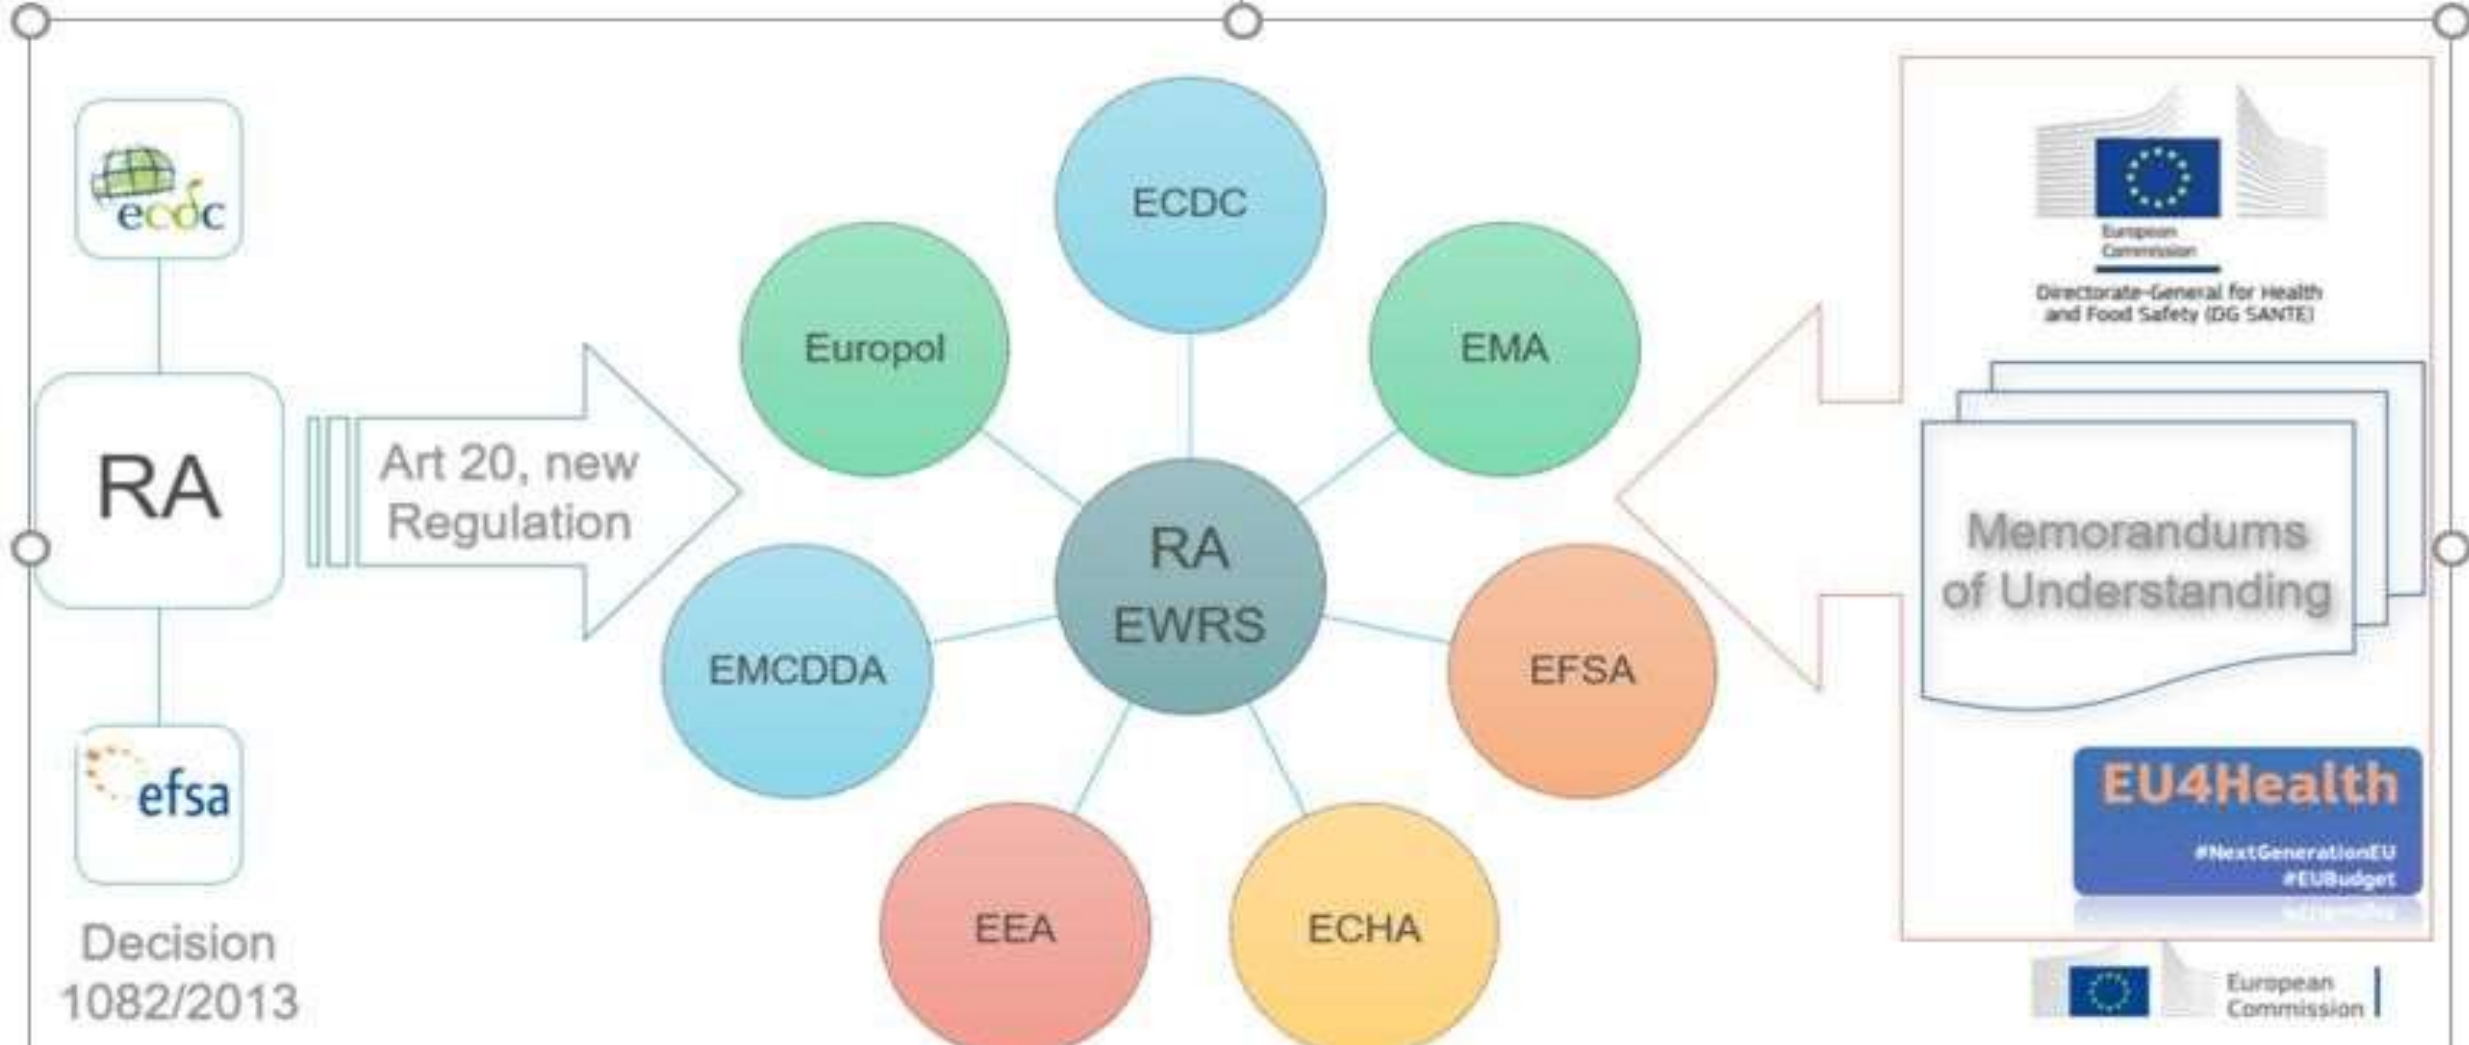 ecdc
RA
efsa
Decision
1082/2013
Art 20, new
Regulation
ECDC
Europol
EMA
RA
EWRS
EMCDDA
EFSA
EEA
ECHA
European
Commission
Directorate-General for Health
and Food Safety (DG SANTE)
Memorandums
of Understanding
EU4Health
#NextGenerationEU
#EUBudget
European
Commission